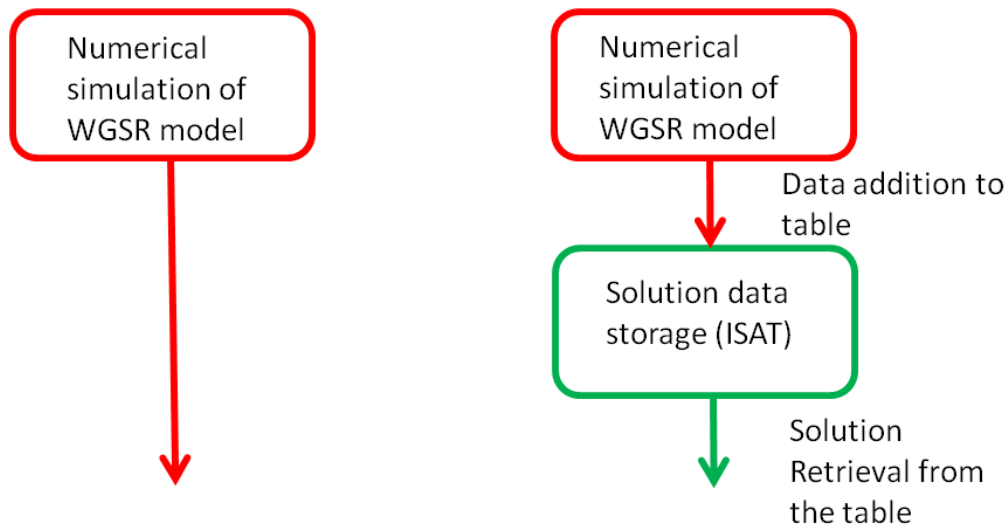 Numerical
simulation of
WGSR model
Numerical
simulation of
WGSR model
Data addition to
table
Solution data
storage (ISAT)
Solution
Retrieval from
the table